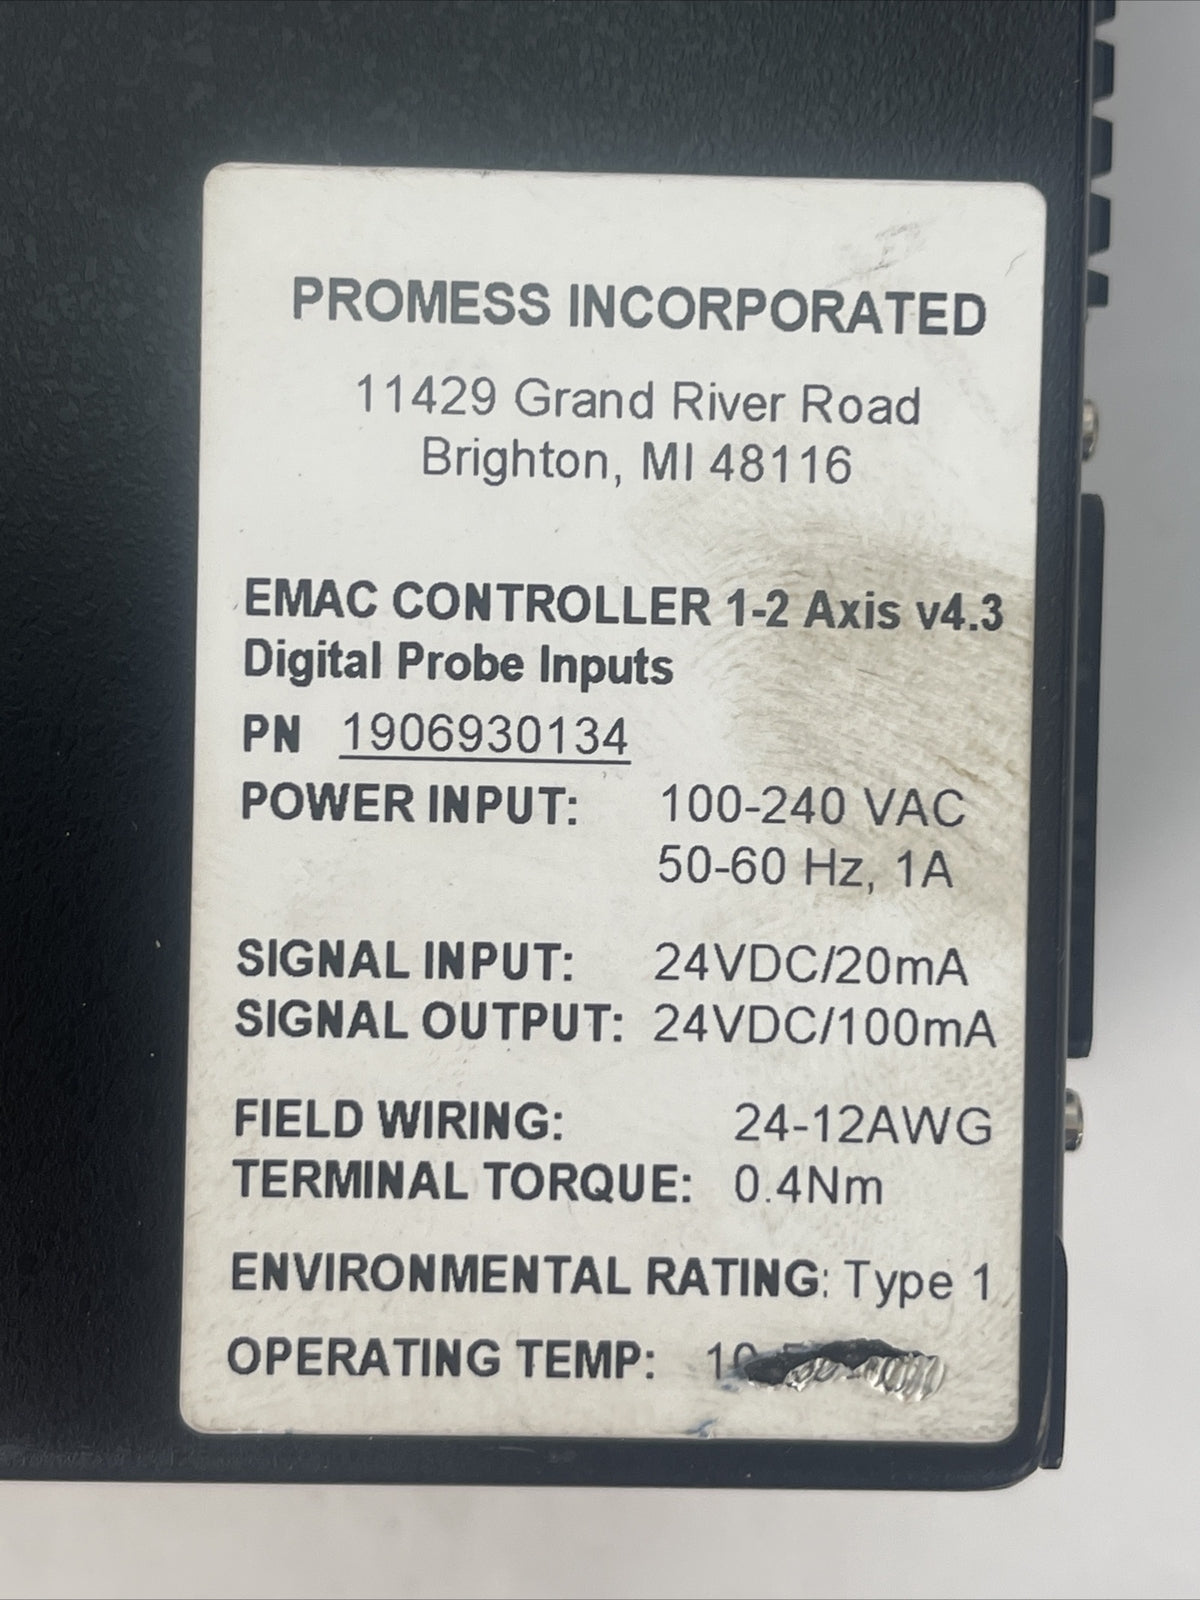 PROMESS INCORPORATED
11429 Grand River Road
Brighton, MI 48116
EMAC CONTROLLER 1-2 Axis v4.3
Digital Probe Inputs
PN 1906930134
POWER INPUT: 100-240 VAC
50-60 Hz, 1A
SIGNAL INPUT: 24VDC/20mA
SIGNAL OUTPUT: 24VDC/100mA
FIELD WIRING: 24-12AWG
TERMINAL TORQUE: 0.4Nm
ENVIRONMENTAL RATING: Type 1
OPERATING TEMP: